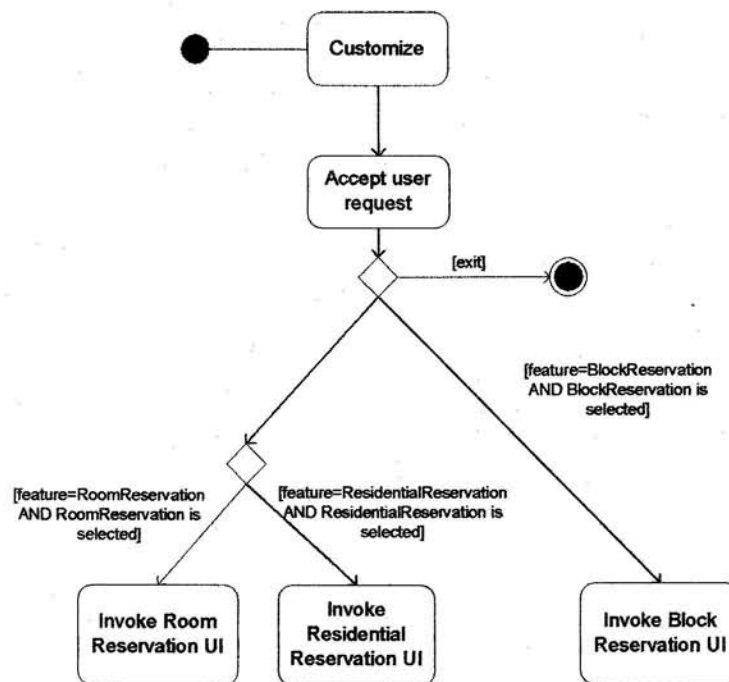 Customize
Accept user
request
[exit]
[feature=BlockReservation
AND BlockReservation is
selected]
[feature=RoomReservation
AND RoomReservation is
selected]
[feature=ResidentialReservation
AND ResidentialReservation is
selected]
Invoke Room
Reservation UI
Invoke
Residential
Reservation UI
Invoke Block
Reservation UI